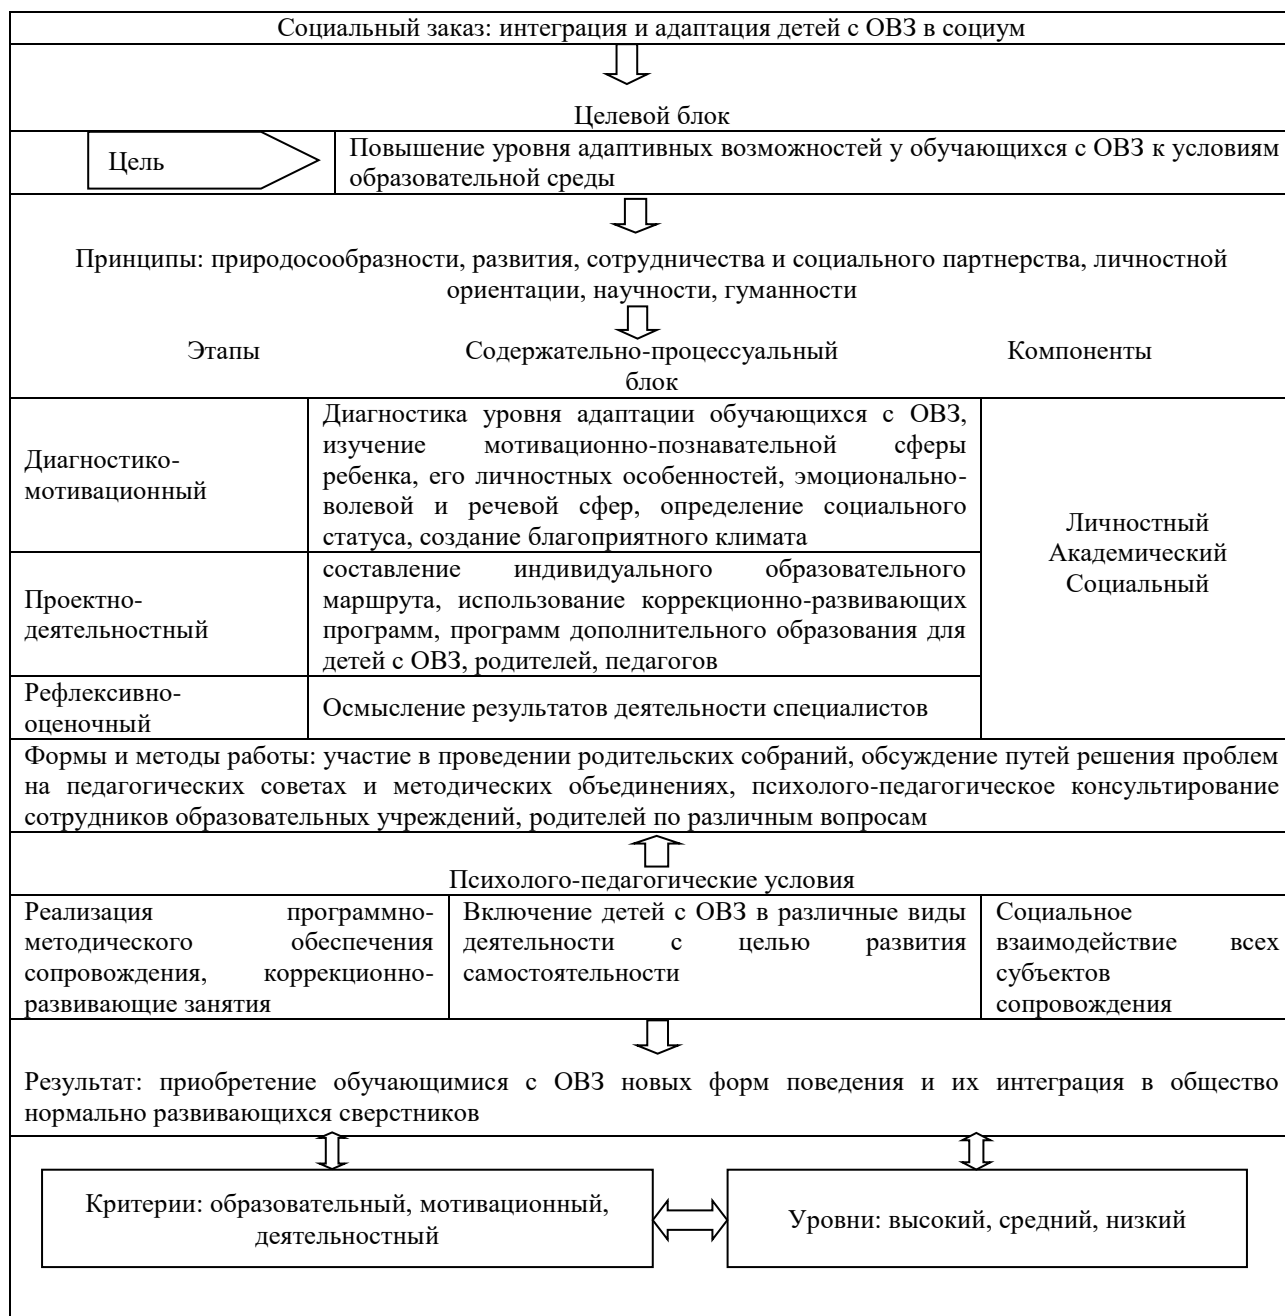 Социальный заказ: интеграция и адаптация детей с ОВЗ в социум
Целевой блок
Цель
Повышение уровня адаптивных возможностей у обучающихся с ОВЗ к условиям
образовательной среды
Принципы: природосообразности, развития, сотрудничества и социального партнерства, личностной
ориентации, научности, гуманности
Этапы
Содержательно-процессуальный
блок
Компоненты
Диагностико-
мотивационный
Диагностика уровня адаптации обучающихся с ОВЗ,
изучение мотивационно-познавательной сферы
ребенка, его личностных особенностей, эмоционально-
волевой и речевой сфер, определение социального
статуса, создание благоприятного климата
Личностный
Академический
Социальный
Проектно-
деятельностный
составление индивидуального образовательного
маршрута, использование коррекционно-развивающих
программ, программ дополнительного образования для
детей с ОВЗ, родителей, педагогов
Рефлексивно-
оценочный
Осмысление результатов деятельности специалистов
Формы и методы работы: участие в проведении родительских собраний, обсуждение путей решения проблем
на педагогических советах и методических объединениях, психолого-педагогическое консультирование
сотрудников образовательных учреждений, родителей по различным вопросам
Психолого-педагогические условия
Реализация программно-
методического обеспечения
сопровождения, коррекционно-
развивающие занятия
Включение детей с ОВЗ в различные виды
деятельности с целью развития
самостоятельности
Социальное
взаимодействие всех
субъектов
сопровождения
Результат: приобретение обучающимися с ОВЗ новых форм поведения и их интеграция в общество
нормально развивающихся сверстников
Критерии: образовательный, мотивационный,
деятельностный
Уровни: высокий, средний, низкий